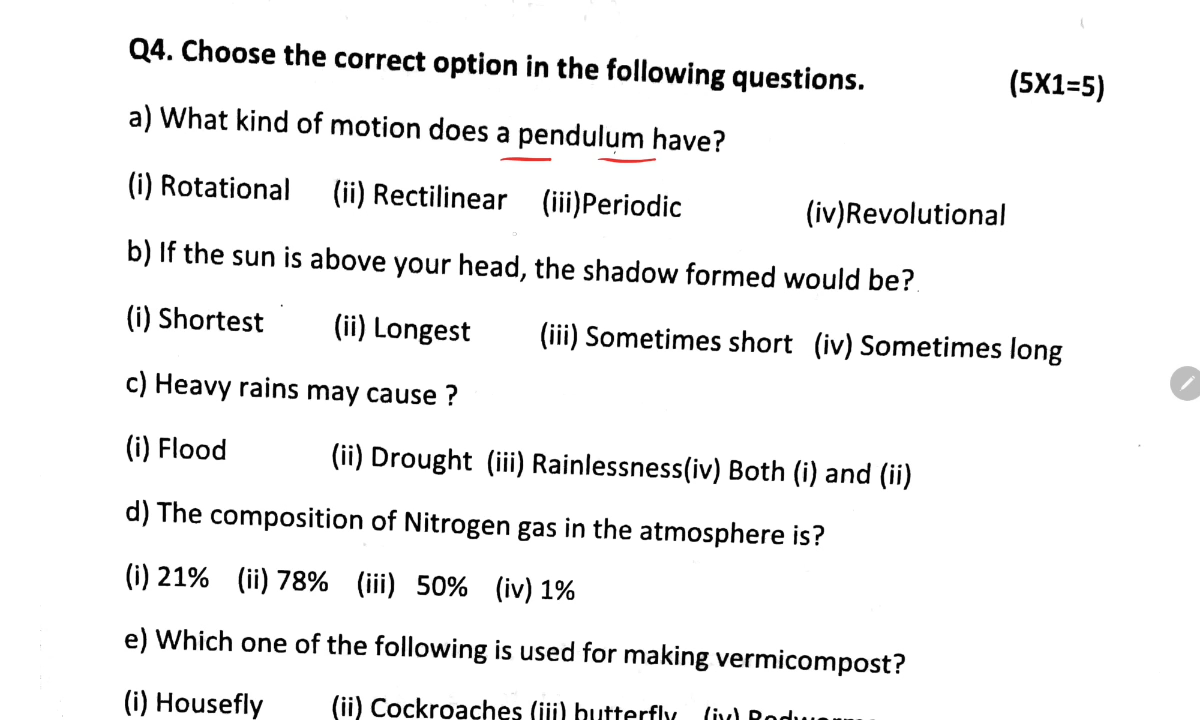 Q4. Choose the correct option in the following questions. (5X1=5)
a) What kind of motion does a pendulum have?
(i) Rotational (ii) Rectilinear (iii)Periodic (iv)Revolutional
b) If the sun is above your head, the shadow formed would be?
(i) Shortest (ii) Longest (iii) Sometimes short (iv) Sometimes long
c) Heavy rains may cause ?
(i) Flood (ii) Drought (iii) Rainlessness(iv) Both (i) and (ii)
d) The composition of Nitrogen gas in the atmosphere is?
(i) 21% (ii) 78% (iii) 50% (iv) 1%
e) Which one of the following is used for making vermicompost?
(i) Housefly (ii) Cockroaches (iii) butterfly (iv)